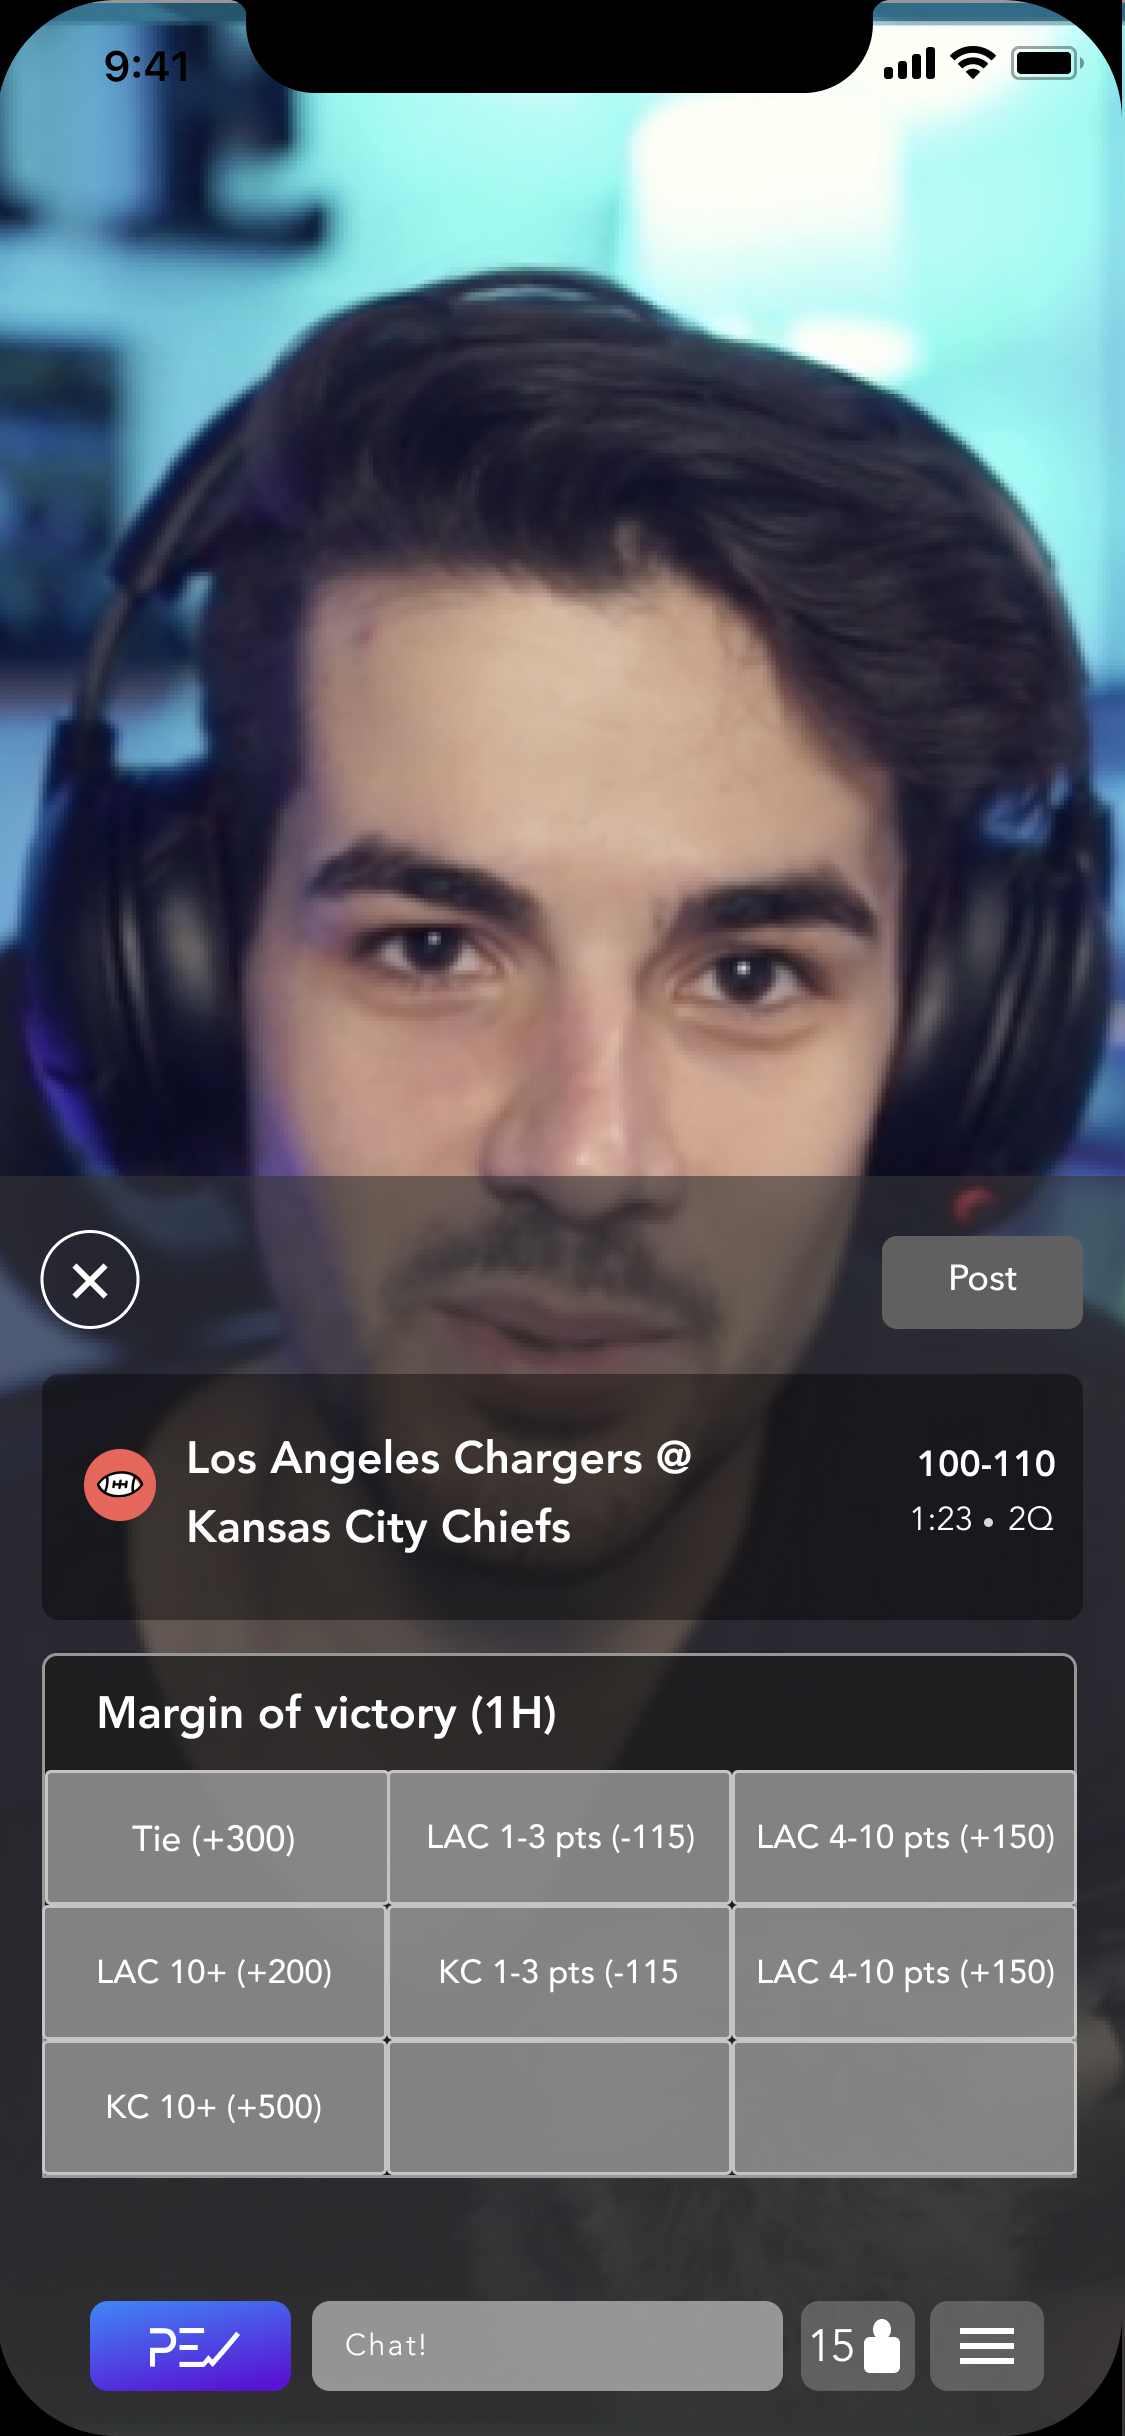 9:41
Post
Los Angeles Chargers @
Kansas City Chiefs
100-110
1:23 • 2Q
Margin of victory (1H)
Tie (+300)
LAC 1-3 pts (-115)
LAC 4-10 pts (+150)
LAC 10+ (+200)
KC 1-3 pts (-115
LAC 4-10 pts (+150)
KC 10+ (+500)
Chat!
15